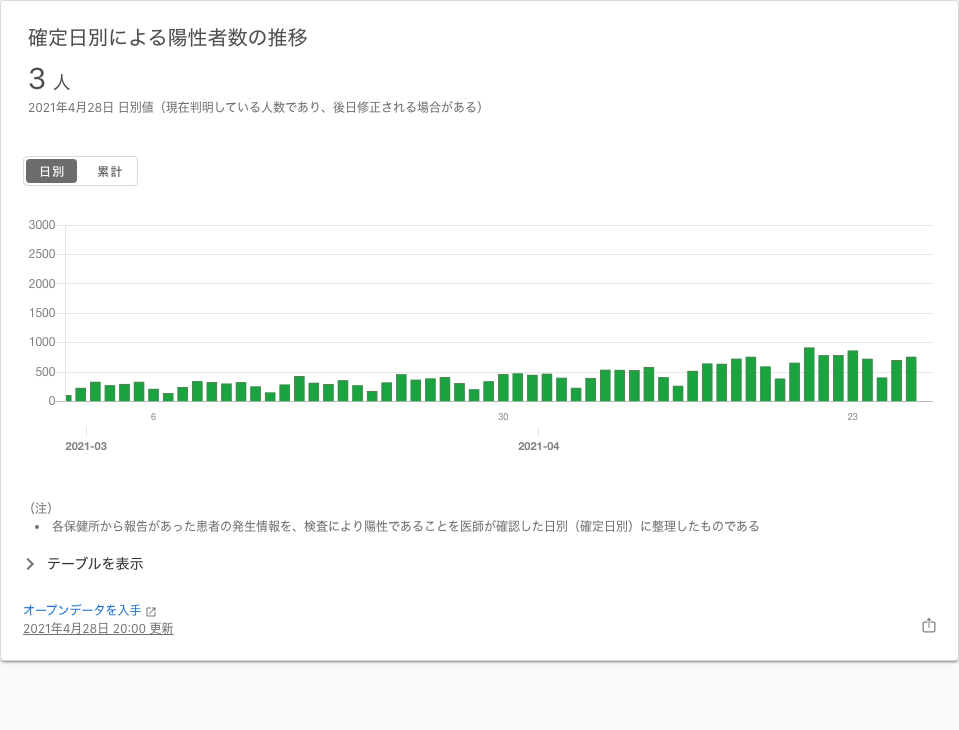 確定日別による陽性者数の推移
3 人
2021年4月28日 日別値（現在判明している人数であり、後日修正される場合がある）
日別 累計
3000
2500
2000
1500
1000
500
0
6 30 23
2021-03 2021-04
（注）
• 各保健所から報告があった患者の発生情報を、検査により陽性であることを医師が確認した日別（確定日別）に整理したものである
テーブルを表示
オープンデータを入手
2021年4月28日 20:00 更新